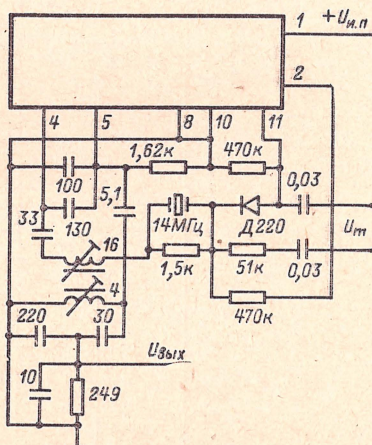 1 +Uи.п
2
4 5 8 10 11
1,62к 470к
100 5,1 0,03
33 130 14МГц Д220 Uт
16 1,5к 51к 0,03
4
220 30 470к
10 249 Uвых